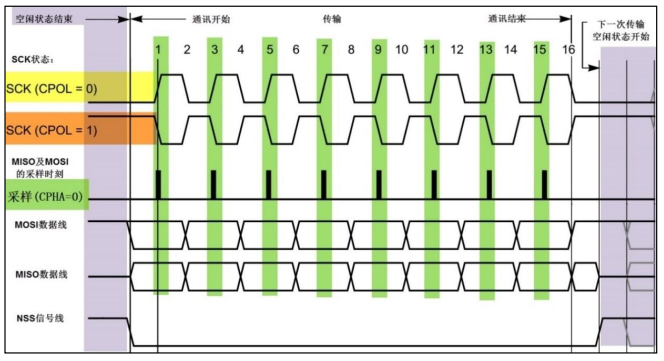 空闲状态结束
通讯开始
传输
通讯结束
下一次传输
空闲状态开始
1 2 3 4 5 6 7 8 9 10 11 12 13 14 15 16
SCK状态:
SCK (CPOL = 0)
SCK (CPOL = 1)
MISO及MOSI
的采样时刻
采样(CPHA=0)
MOSI数据线
MISO数据线
NSS信号线